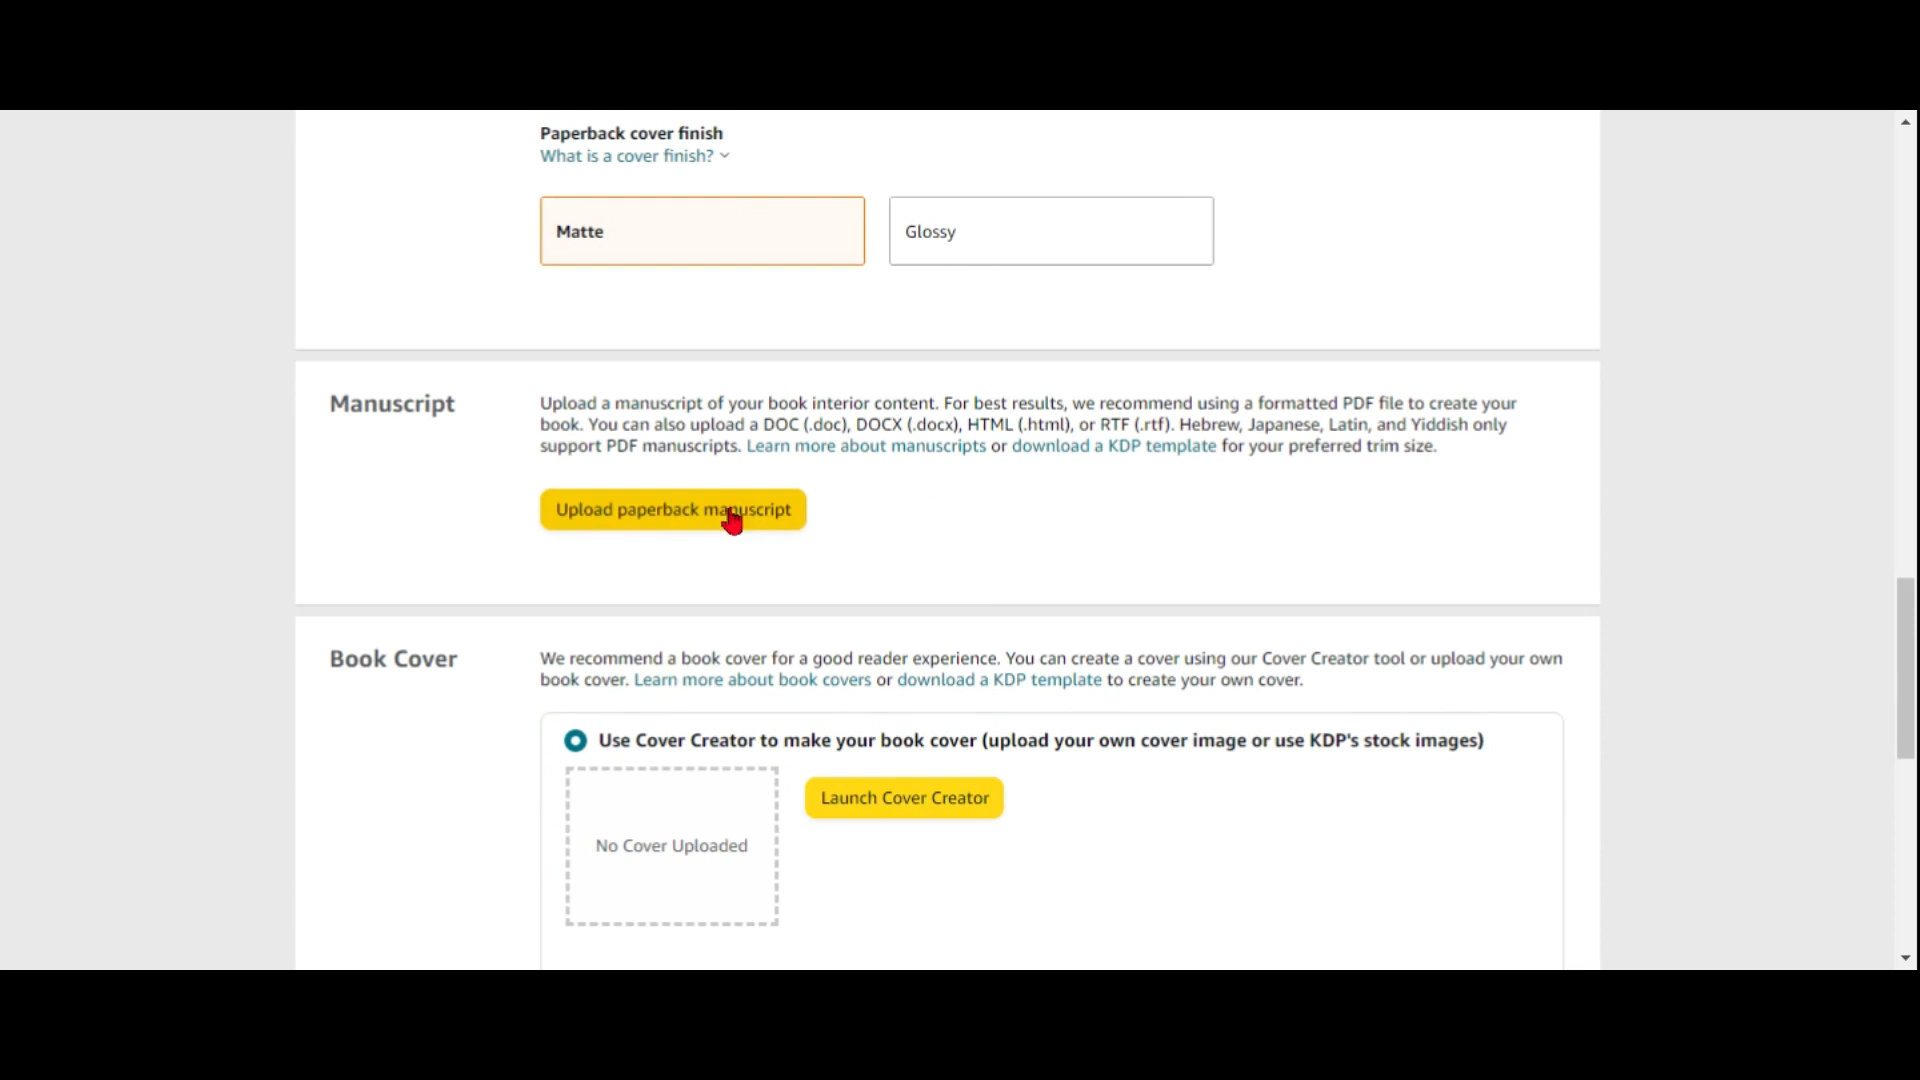 Paperback cover finish
What is a cover finish?
Matte
Glossy
Manuscript
Upload a manuscript of your book interior content. For best results, we recommend using a formatted PDF file to create your
book. You can also upload a DOC (.doc), DOCX (.docx), HTML (.html), or RTF (.rtf). Hebrew, Japanese, Latin, and Yiddish only
support PDF manuscripts. Learn more about manuscripts or download a KDP template for your preferred trim size.
Upload paperback manuscript
Book Cover
We recommend a book cover for a good reader experience. You can create a cover using our Cover Creator tool or upload your own
book cover. Learn more about book covers or download a KDP template to create your own cover.
Use Cover Creator to make your book cover (upload your own cover image or use KDP's stock images)
Launch Cover Creator
No Cover Uploaded